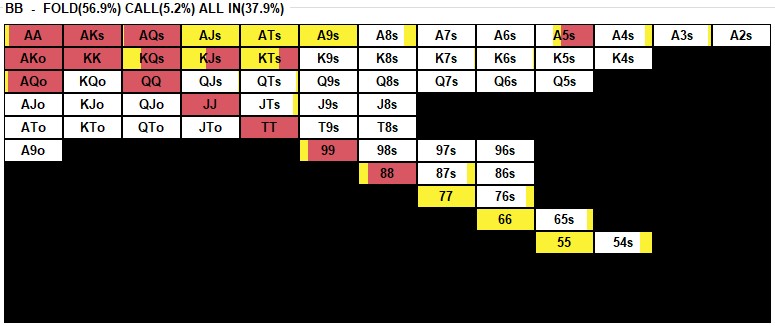 BB - FOLD(56.9%) CALL(5.2%) ALL IN(37.9%)
AA AKs AQs AJs ATs A9s A8s A7s A6s A5s A4s A3s A2s
AKo KK KQs KJs KTs K9s K8s K7s K6s K5s K4s
AQo KQo QQ QJs QTs Q9s Q8s Q7s Q6s Q5s
AJo KJo QJo JJ JTs J9s J8s
ATo KTo QTo JTo TT T9s T8s
A9o 99 98s 97s 96s
88 87s 86s
77 76s
66 65s
55 54s